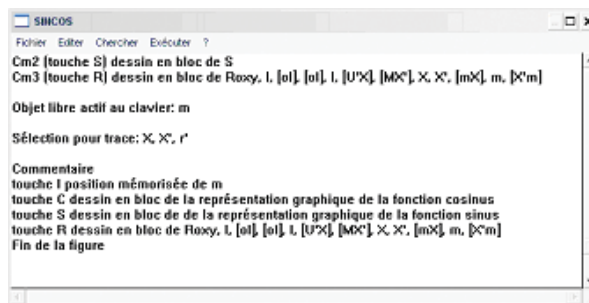 SINCOS
Fichier Editer Chercher Exécuter ?
Cm2 (touche S) dessin en bloc de S
Cm3 (touche R) dessin en bloc de Roxy, I, [oI], [oJ], I, [U'X], [MX'], X, X', [mX], m, [X'm]
Objet libre actif au clavier: m
Sélection pour trace: X, X', r'
Commentaire
touche I position mémorisée de m
touche C dessin en bloc de la représentation graphique de la fonction cosinus
touche S dessin en bloc de de la représentation graphique de la fonction sinus
touche R dessin en bloc de Roxy, I, [oI], [oJ], I, [U'X], [MX'], X, X', [mX], m, [X'm]
Fin de la figure